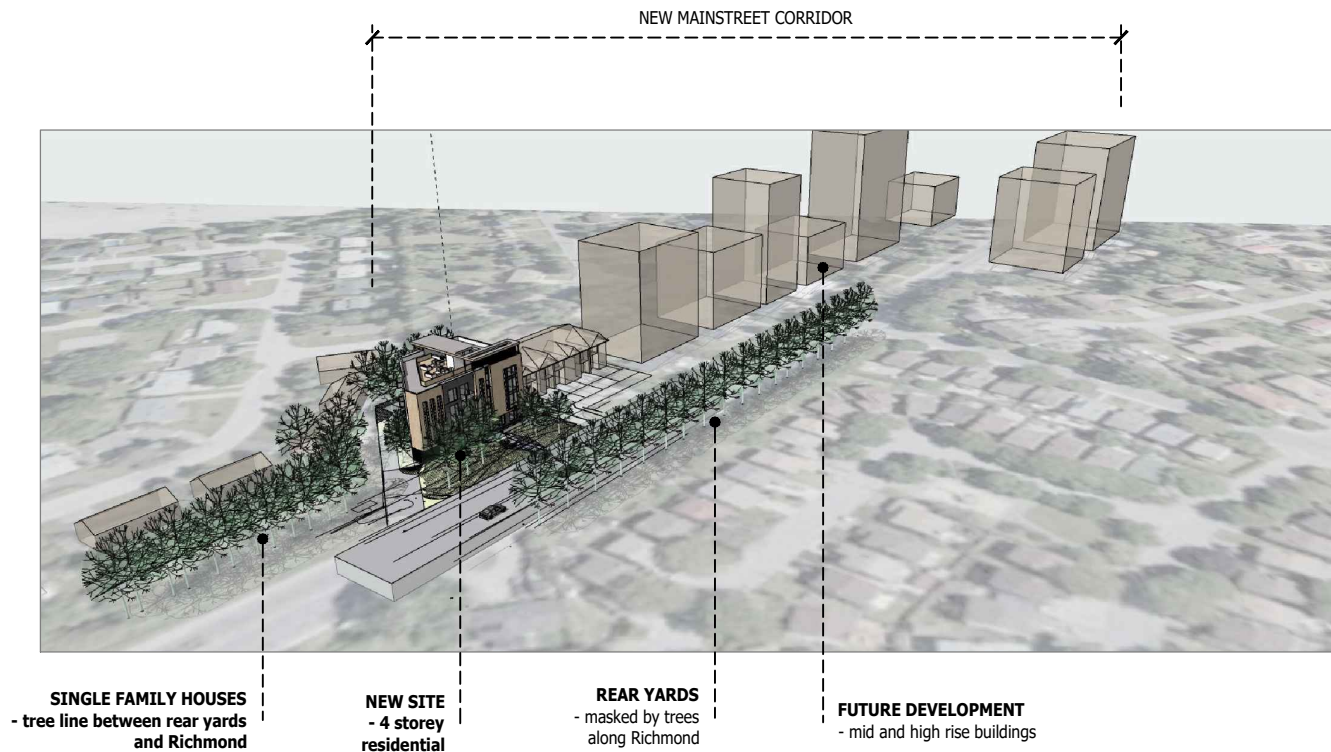 NEW MAINSTREET CORRIDOR
SINGLE FAMILY HOUSES
- tree line between rear yards
and Richmond
NEW SITE
- 4 storey
residential
REAR YARDS
- masked by trees
along Richmond
FUTURE DEVELOPMENT
- mid and high rise buildings